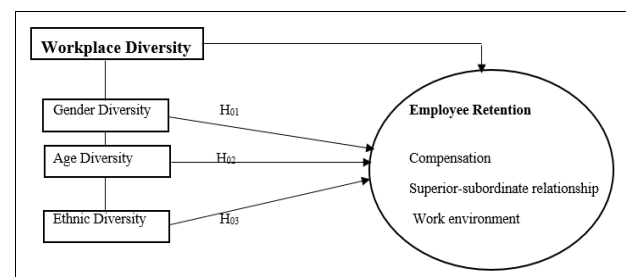 Workplace Diversity
Gender Diversity
H01
Employee Retention
Age Diversity
H02
Compensation
Superior-subordinate relationship
Ethnic Diversity
H03
Work environment